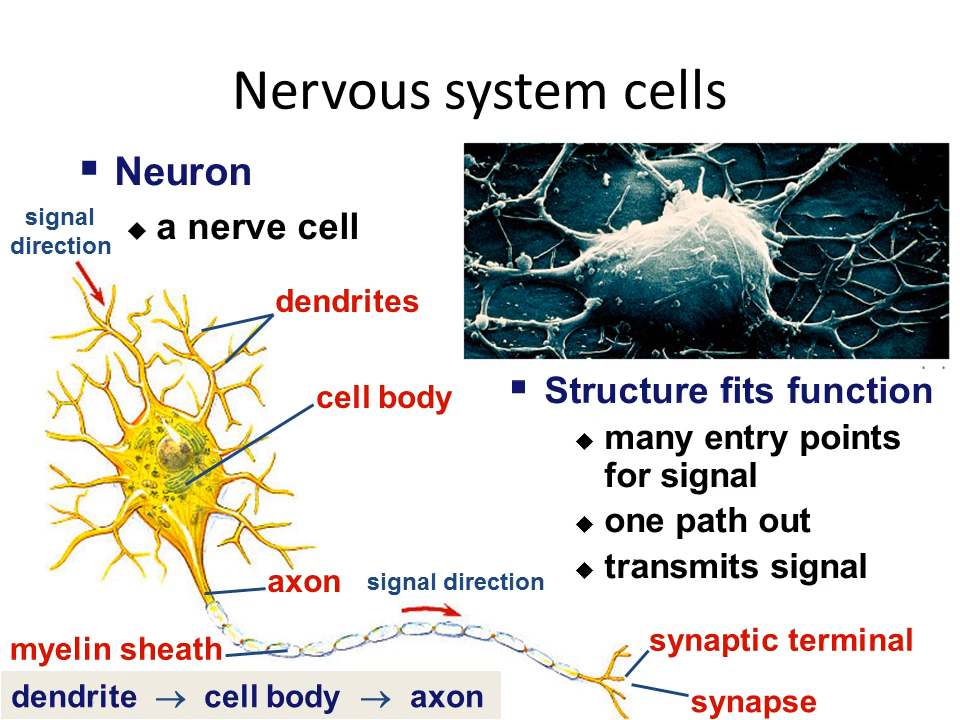 Nervous system cells
▪ Neuron
◆ a nerve cell
signal
direction
dendrites
cell body
axon
signal direction
myelin sheath
dendrite → cell body → axon
▪ Structure fits function
◆ many entry points
for signal
◆ one path out
◆ transmits signal
synaptic terminal
synapse